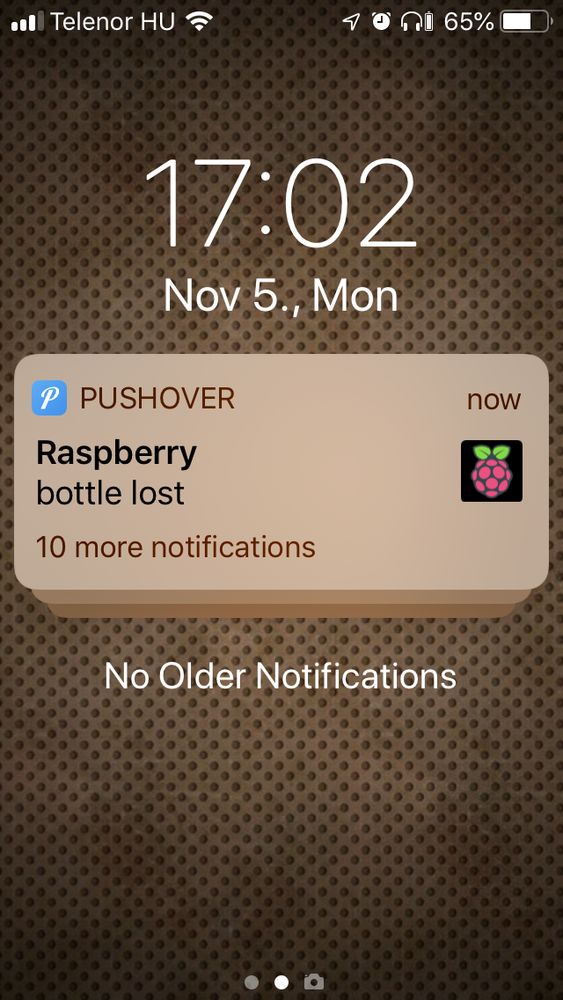 Telenor HU 65%
17:02
Nov 5., Mon
PUSHOVER now
Raspberry
bottle lost
10 more notifications
No Older Notifications